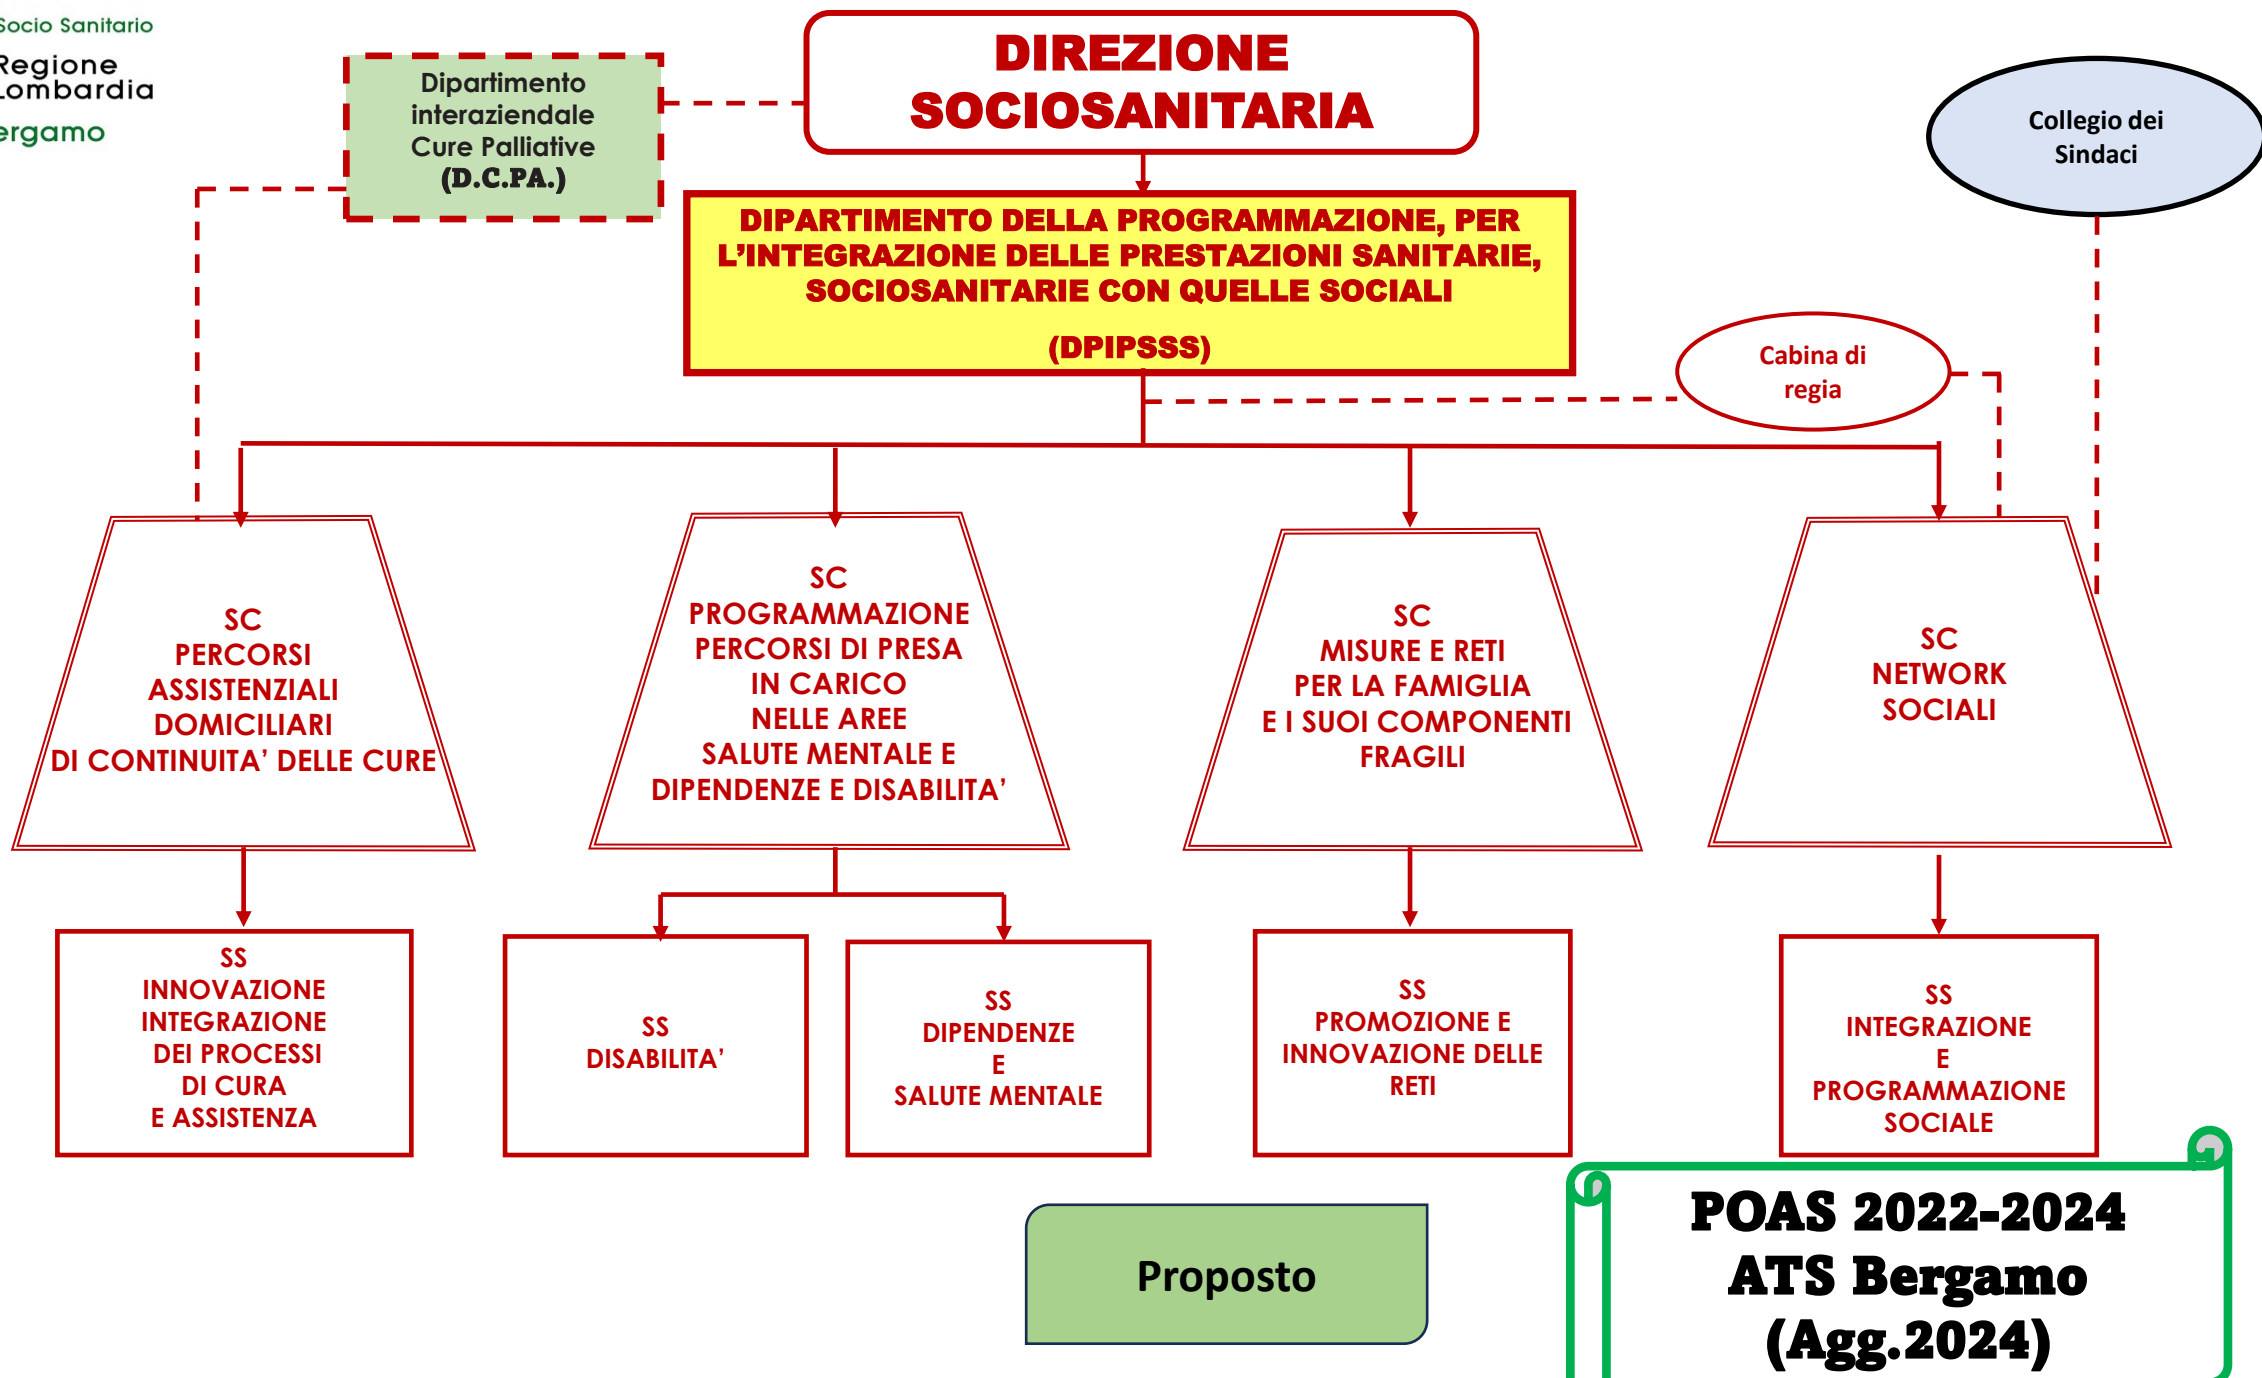 Socio Sanitario
Regione
Lombardia
ergamo
Dipartimento
interaziendale
Cure Palliative
(D.C.PA.)
DIREZIONE
SOCIOSANITARIA
Collegio dei
Sindaci
DIPARTIMENTO DELLA PROGRAMMAZIONE, PER
L’INTEGRAZIONE DELLE PRESTAZIONI SANITARIE,
SOCIOSANITARIE CON QUELLE SOCIALI
(DPIPSSS)
Cabina di
regia
SC
PERCORSI
ASSISTENZIALI
DOMICILIARI
DI CONTINUITA’ DELLE CURE
SC
PROGRAMMAZIONE
PERCORSI DI PRESA
IN CARICO
NELLE AREE
SALUTE MENTALE E
DIPENDENZE E DISABILITA’
SC
MISURE E RETI
PER LA FAMIGLIA
E I SUOI COMPONENTI
FRAGILI
SC
NETWORK
SOCIALI
SS
INNOVAZIONE
INTEGRAZIONE
DEI PROCESSI
DI CURA
E ASSISTENZA
SS
DISABILITA’
SS
DIPENDENZE
E
SALUTE MENTALE
SS
PROMOZIONE E
INNOVAZIONE DELLE
RETI
SS
INTEGRAZIONE
E
PROGRAMMAZIONE
SOCIALE
Proposto
POAS 2022-2024
ATS Bergamo
(Agg.2024)